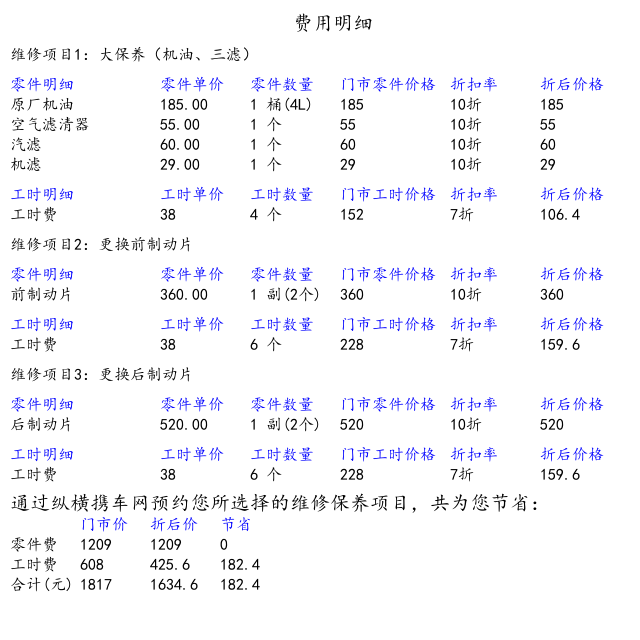 费用明细
维修项目1: 大保养 (机油、三滤)
零件明细 零件单价 零件数量 门市零件价格 折扣率 折后价格
原厂机油 185.00 1 桶(4L) 185 10折 185
空气滤清器 55.00 1 个 55 10折 55
汽滤 60.00 1 个 60 10折 60
机滤 29.00 1 个 29 10折 29
工时明细 工时单价 工时数量 门市工时价格 折扣率 折后价格
工时费 38 4 个 152 7折 106.4
维修项目2: 更换前制动片
零件明细 零件单价 零件数量 门市零件价格 折扣率 折后价格
前制动片 360.00 1 副(2个) 360 10折 360
工时明细 工时单价 工时数量 门市工时价格 折扣率 折后价格
工时费 38 6 个 228 7折 159.6
维修项目3: 更换后制动片
零件明细 零件单价 零件数量 门市零件价格 折扣率 折后价格
后制动片 520.00 1 副(2个) 520 10折 520
工时明细 工时单价 工时数量 门市工时价格 折扣率 折后价格
工时费 38 6 个 228 7折 159.6
通过纵横携车网预约您所选择的维修保养项目，共为您节省:
门市价 折后价 节省
零件费 1209 1209 0
工时费 608 425.6 182.4
合计(元) 1817 1634.6 182.4